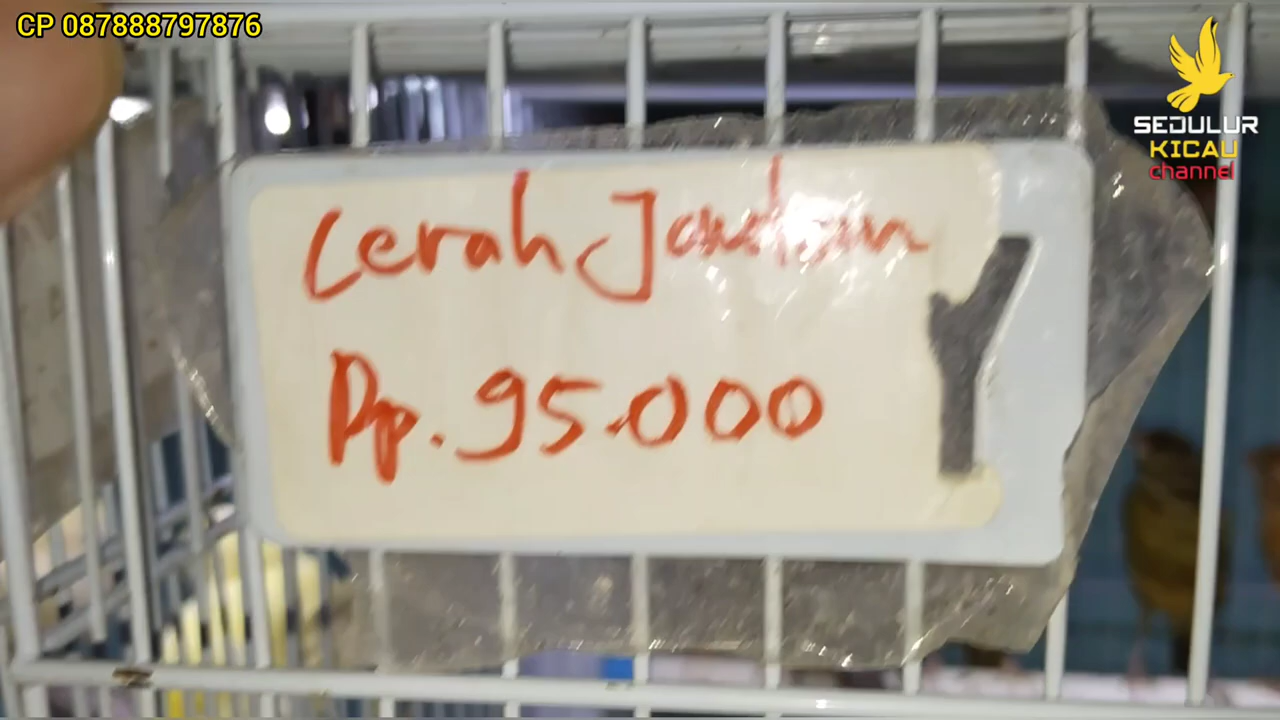 CP 087888797876
SEDULUR
KICAU
channel
Cerah Jantan
Rp. 95.000